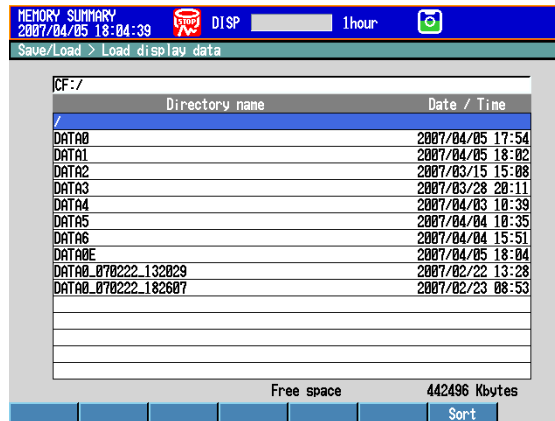 MEMORY SUMMARY
2007/04/05 18:04:39 STOP DISP 1hour
Save/Load > Load display data
CF:/
Directory name Date / Time
/
DATA0 2007/04/05 17:54
DATA1 2007/04/05 18:02
DATA2 2007/03/15 15:08
DATA3 2007/03/28 20:11
DATA4 2007/04/03 10:39
DATA5 2007/04/04 10:35
DATA6 2007/04/04 15:51
DATA0E 2007/04/05 18:04
DATA0_070222_132029 2007/02/22 13:28
DATA0_070222_182607 2007/02/23 08:53
Free space 442496 Kbytes
Sort